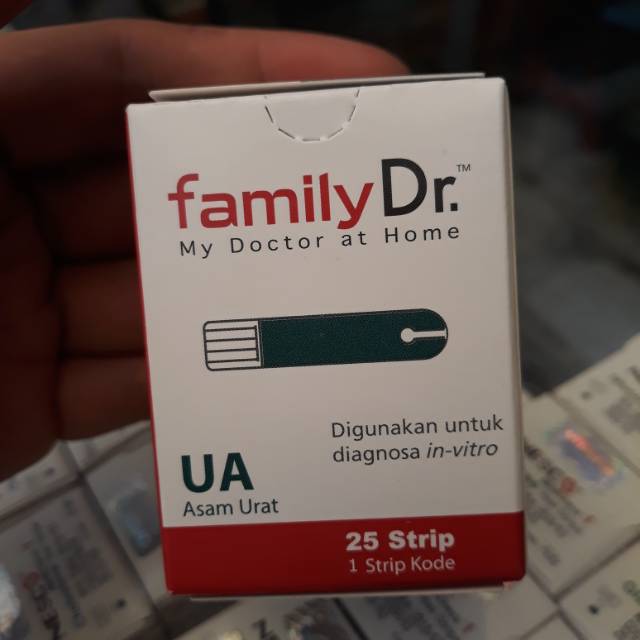 familyDr.™
My Doctor at Home
Digunakan untuk
diagnosa in-vitro
UA
Asam Urat
25 Strip
1 Strip Kode